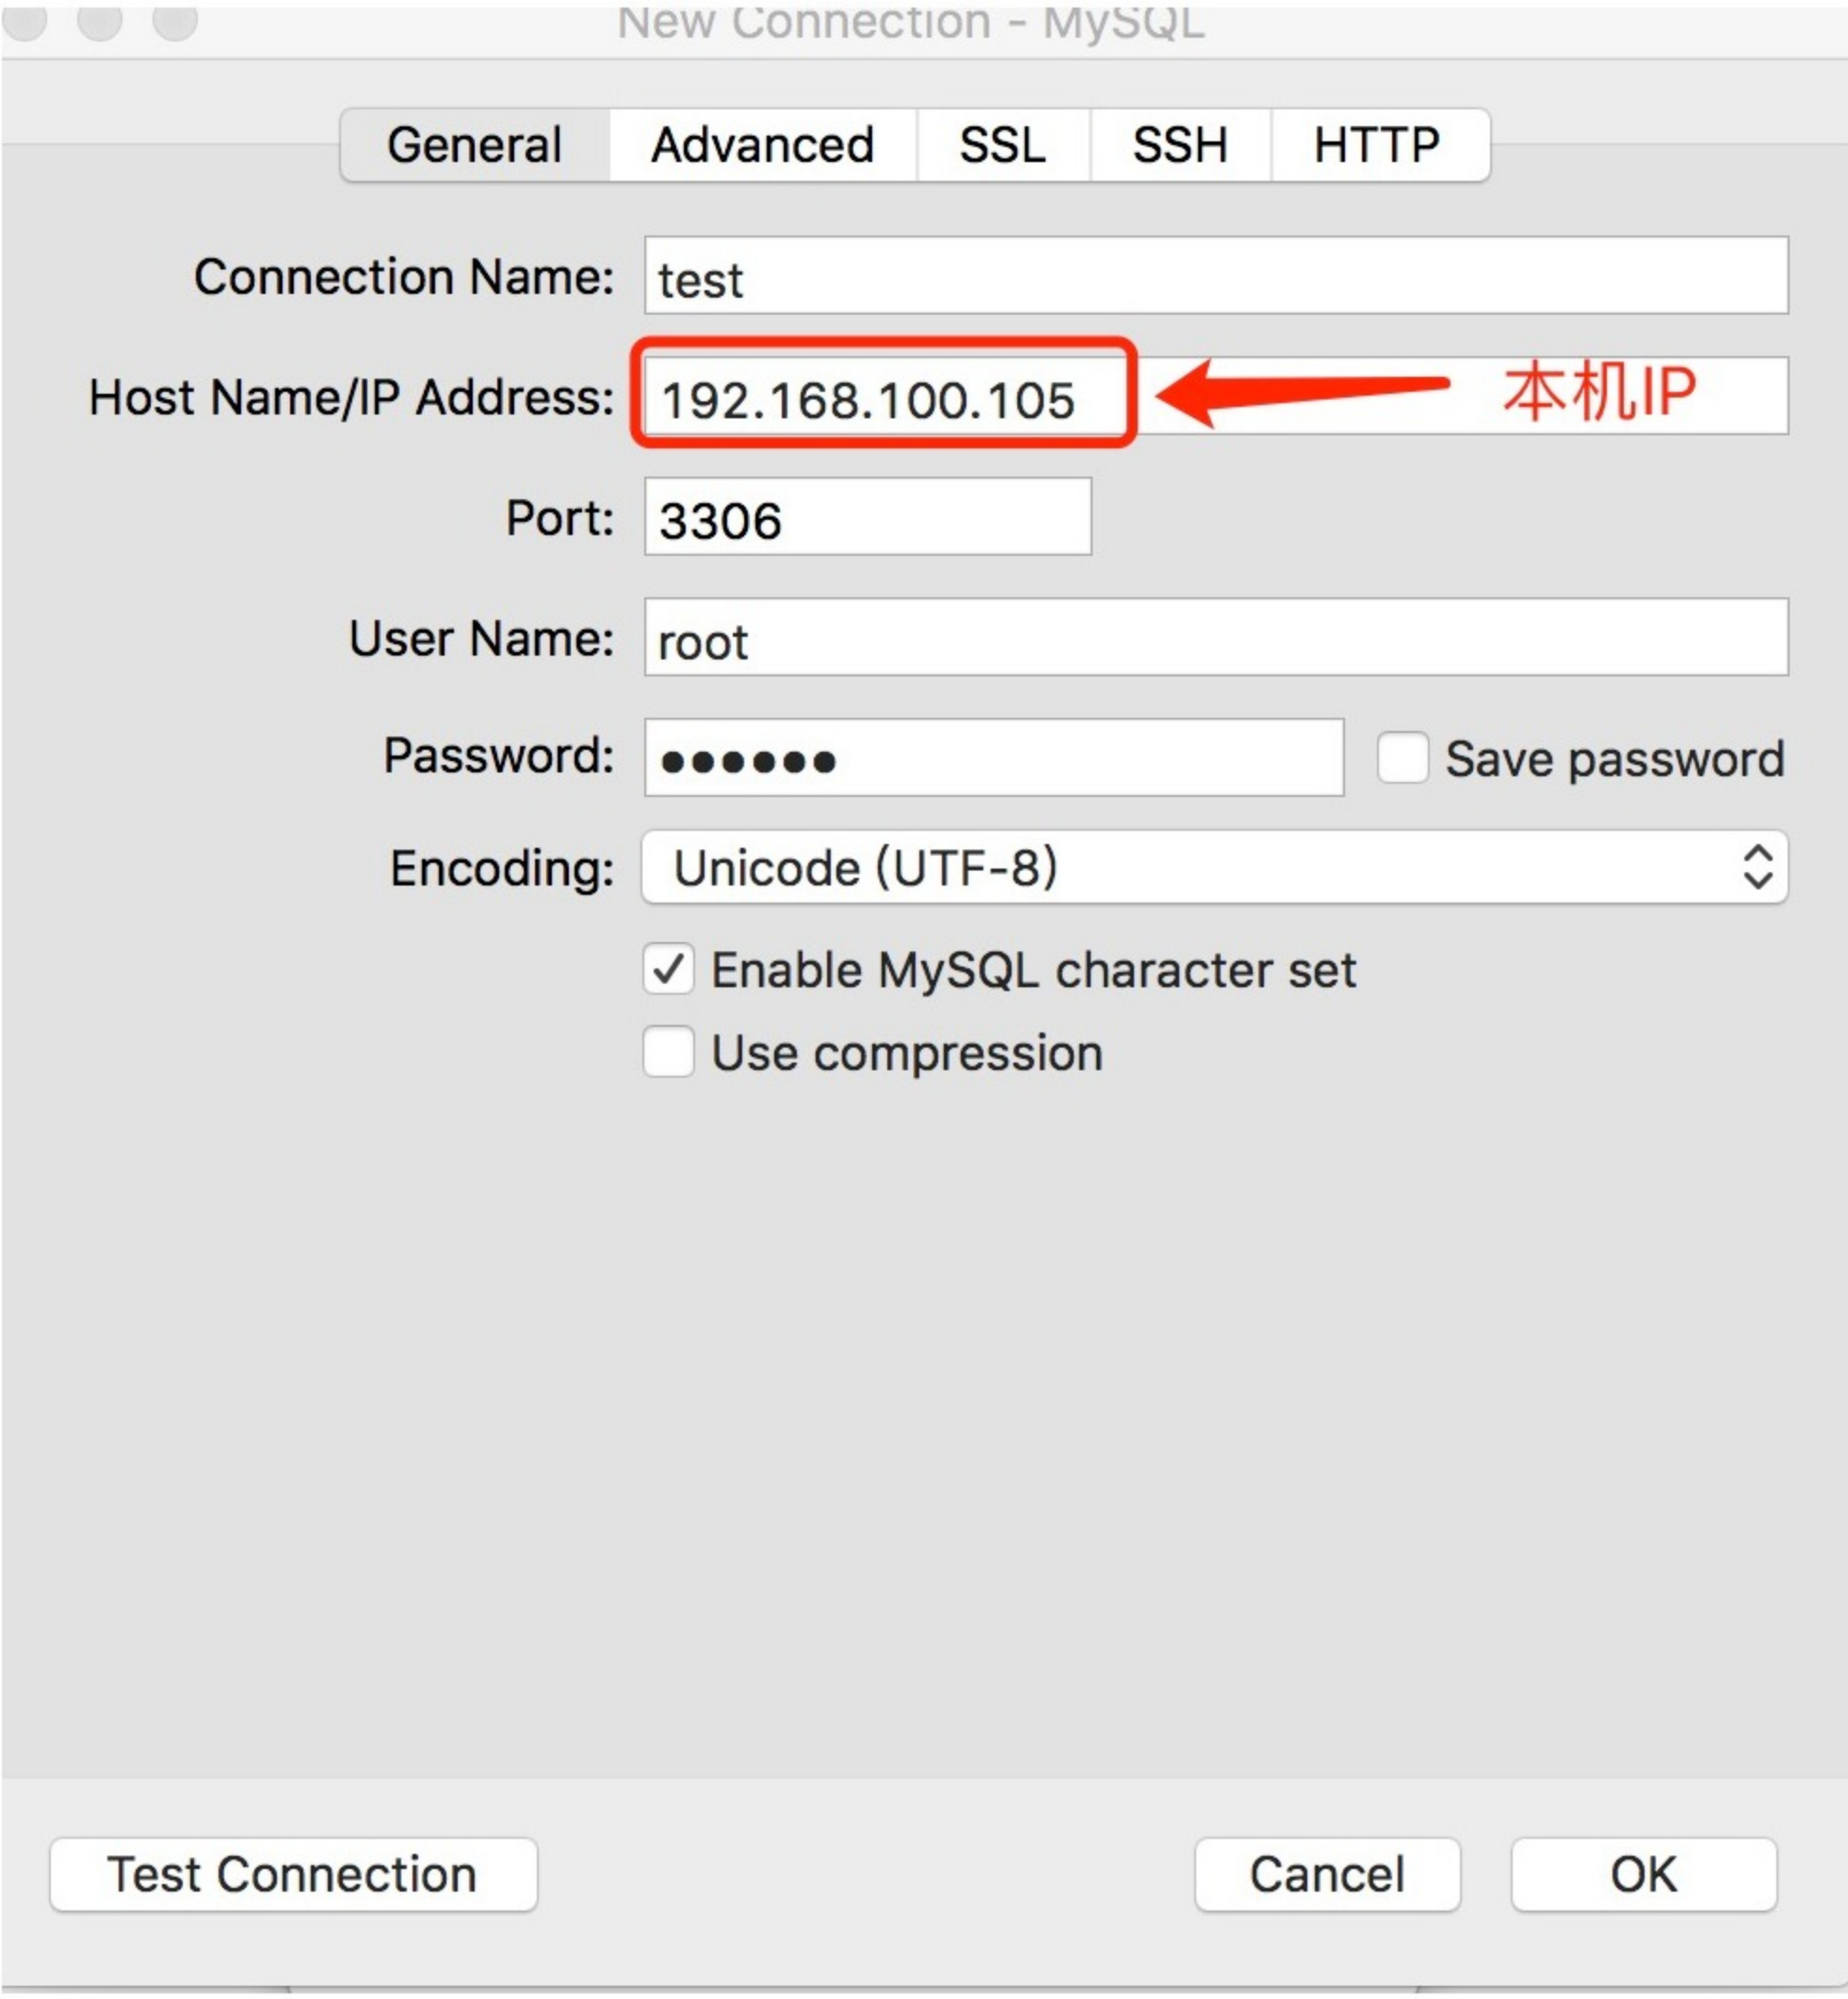 New Connection - MySQL
General Advanced SSL SSH HTTP
Connection Name: test
Host Name/IP Address: 192.168.100.105 本机IP
Port: 3306
User Name: root
Password: •••••• Save password
Encoding: Unicode (UTF-8)
Enable MySQL character set
Use compression
Test Connection Cancel OK